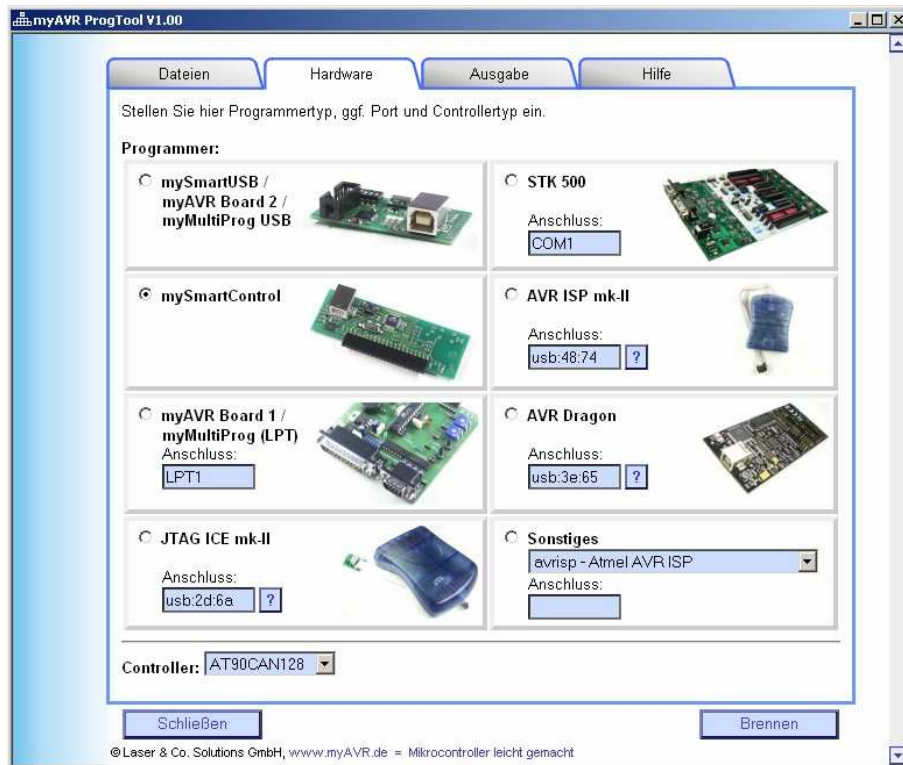 myAVR ProgTool V1.00
Dateien
Hardware
Ausgabe
Hilfe
Stellen Sie hier Programmertyp, ggf. Port und Controllertyp ein.
Programmer:
mySmartUSB /
myAVR Board 2 /
myMultiProg USB
STK 500
Anschluss:
COM1
mySmartControl
AVR ISP mk-II
Anschluss:
usb:48:74
?
myAVR Board 1 /
myMultiProg (LPT)
Anschluss:
LPT1
AVR Dragon
Anschluss:
usb:3e:65
?
JTAG ICE mk-II
Anschluss:
usb:2d:6a
?
Sonstiges
avrisp - Atmel AVR ISP
Anschluss:
Controller: AT90CAN128
Schließen
Brennen
© Laser & Co. Solutions GmbH, www.myAVR.de = Mikrocontroller leicht gemacht